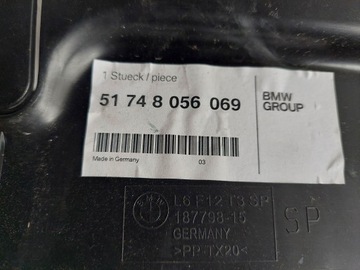 1 Stueck / piece
51 74 8 056 069
BMW
GROUP
Made in Germany
03
L6 F12 T3 SP
187798-15
GERMANY
SP
>PP-TX20<